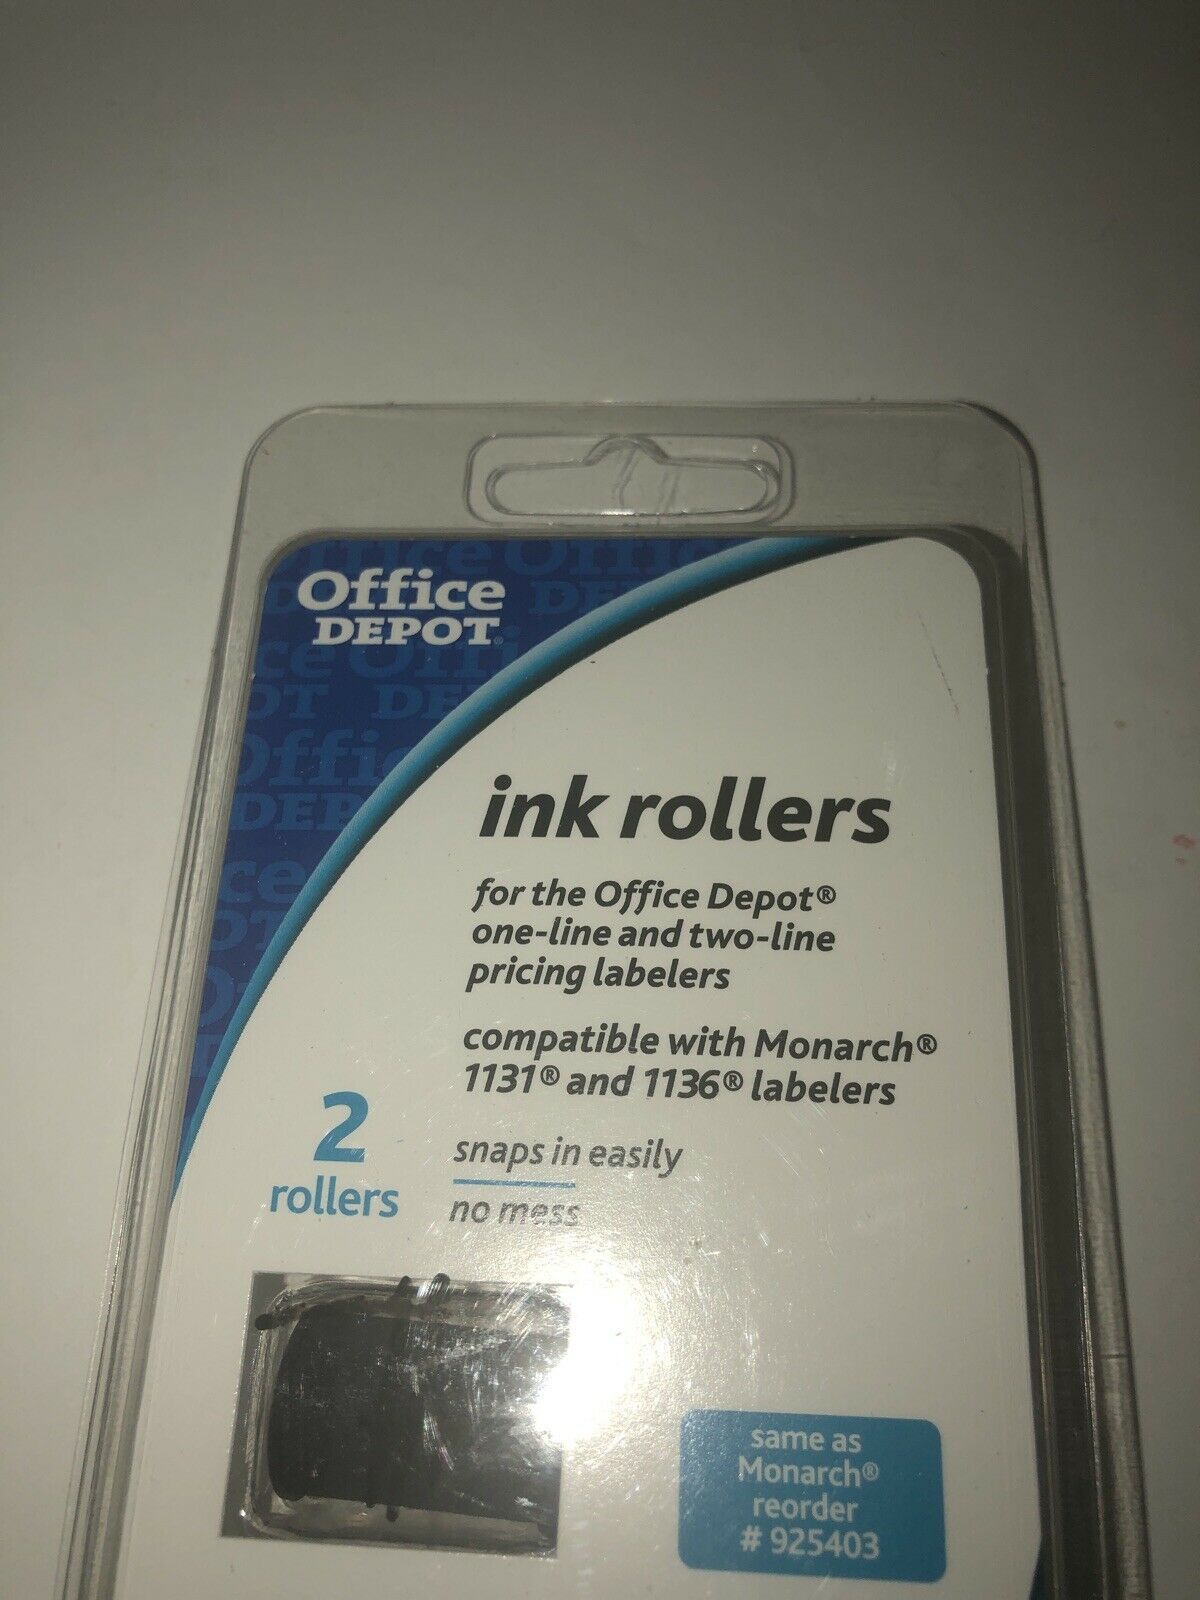 Office
DEPOT®
ink rollers
for the Office Depot®
one-line and two-line
pricing labelers
compatible with Monarch®
1131® and 1136® labelers
2
rollers
snaps in easily
no mess
same as
Monarch®
reorder
# 925403